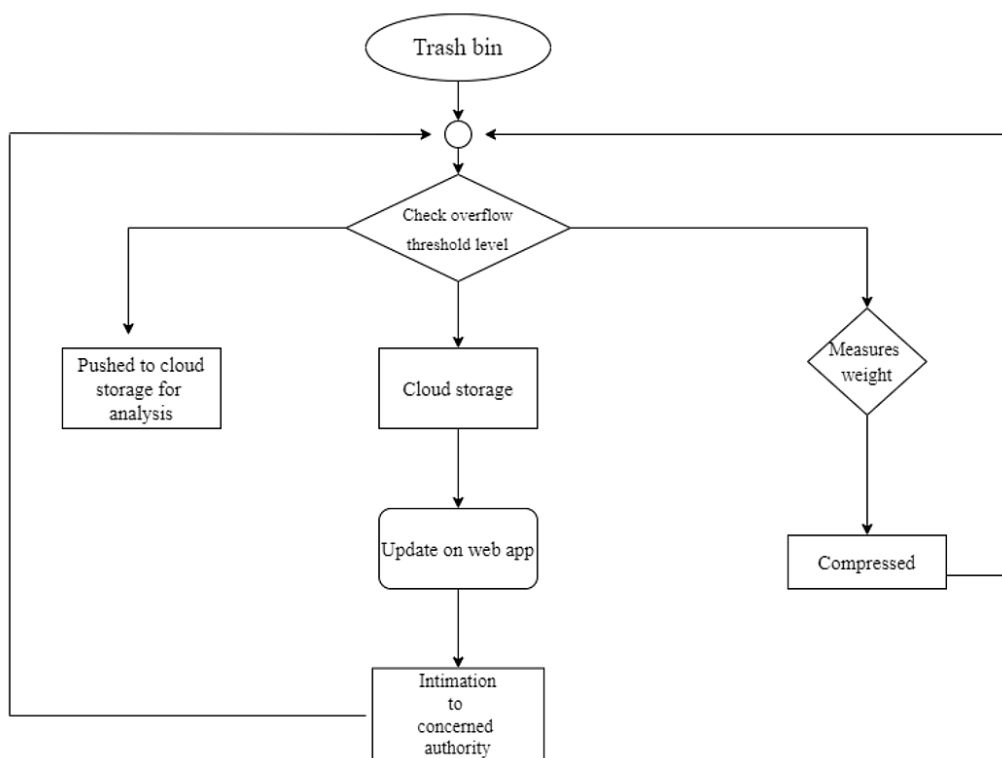 Trash bin
Check overflow
threshold level
Pushed to cloud
storage for
analysis
Cloud storage
Measures
weight
Update on web app
Compressed
Intimation
to
concerned
authority